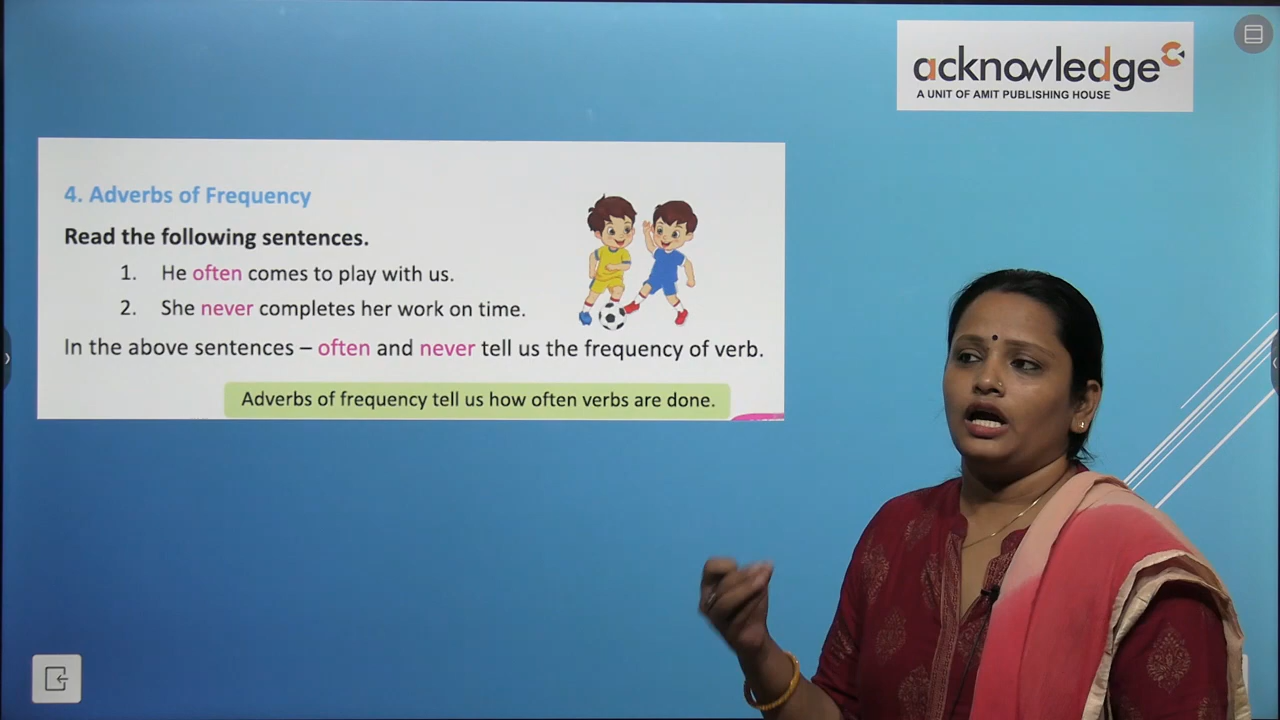 acknowledge
A UNIT OF AMIT PUBLISHING HOUSE
4. Adverbs of Frequency
Read the following sentences.
1. He often comes to play with us.
2. She never completes her work on time.
In the above sentences – often and never tell us the frequency of verb.
Adverbs of frequency tell us how often verbs are done.